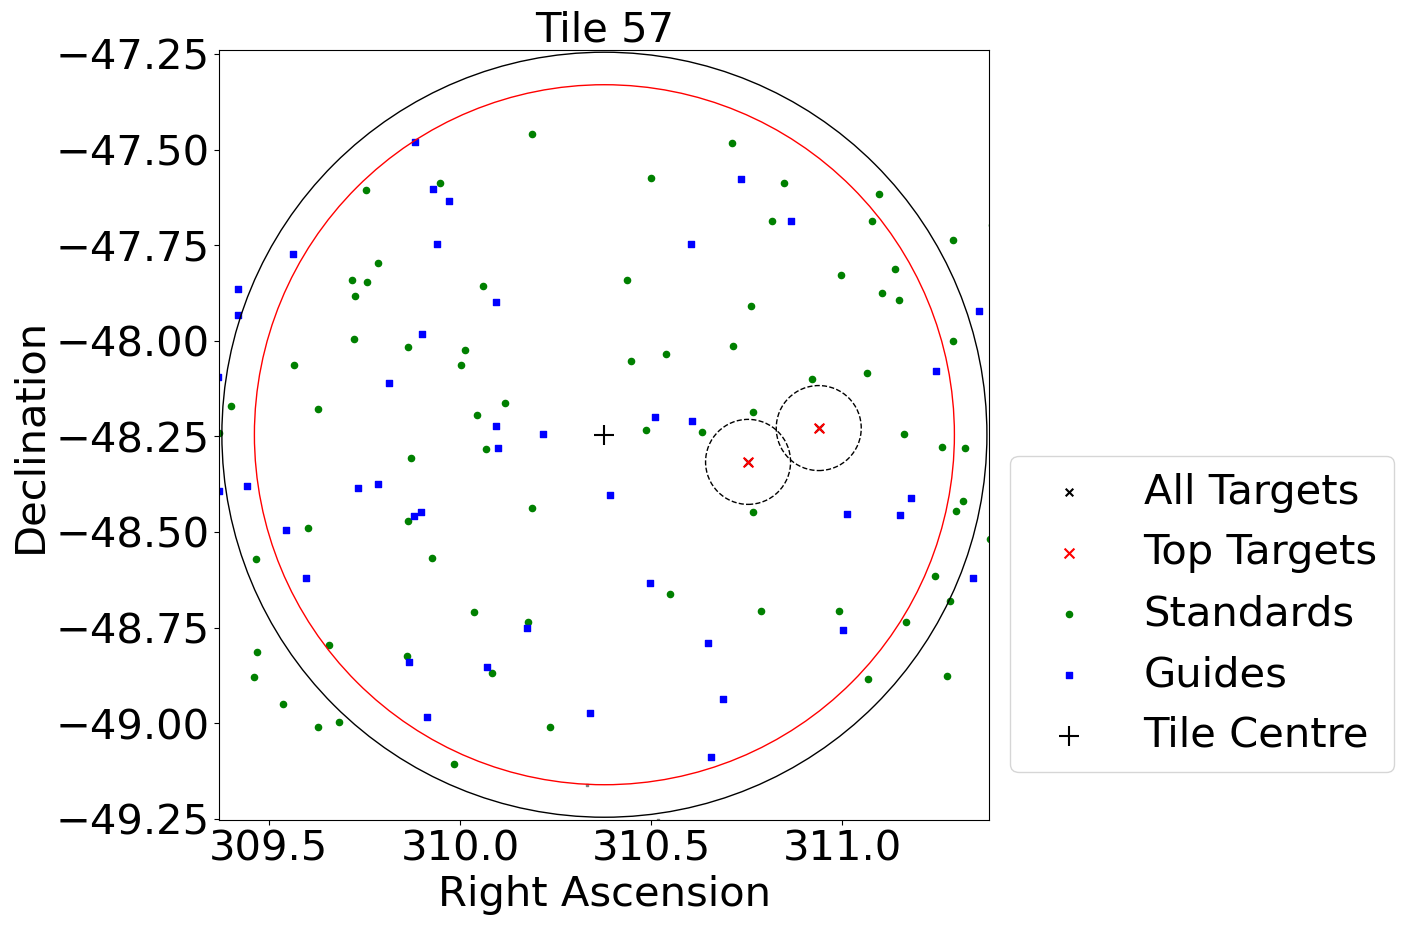 Tile 57
−47.25
−47.50
−47.75
−48.00
−48.25
−48.50
−48.75
−49.00
−49.25
Declination
309.5 310.0 310.5 311.0
Right Ascension
All Targets
Top Targets
Standards
Guides
Tile Centre